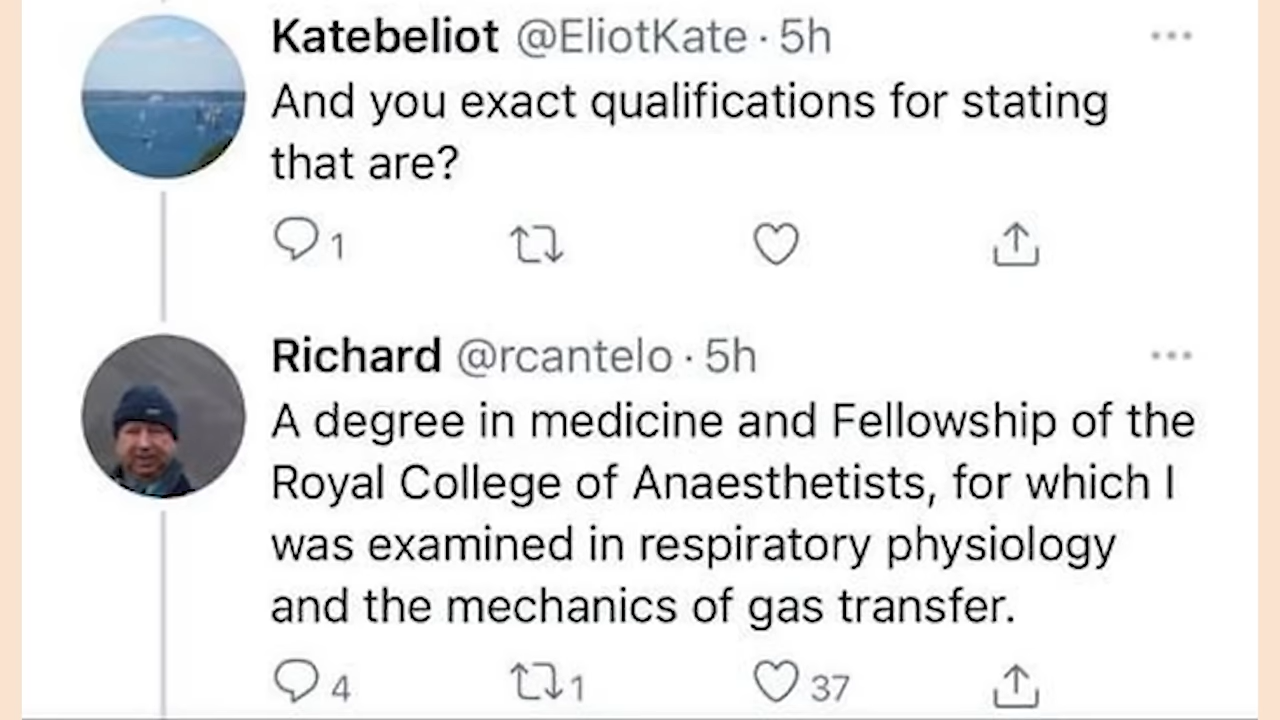 Katebeliot @EliotKate · 5h
And you exact qualifications for stating
that are?
1
Richard @rcantelo · 5h
A degree in medicine and Fellowship of the
Royal College of Anaesthetists, for which I
was examined in respiratory physiology
and the mechanics of gas transfer.
4 1 37